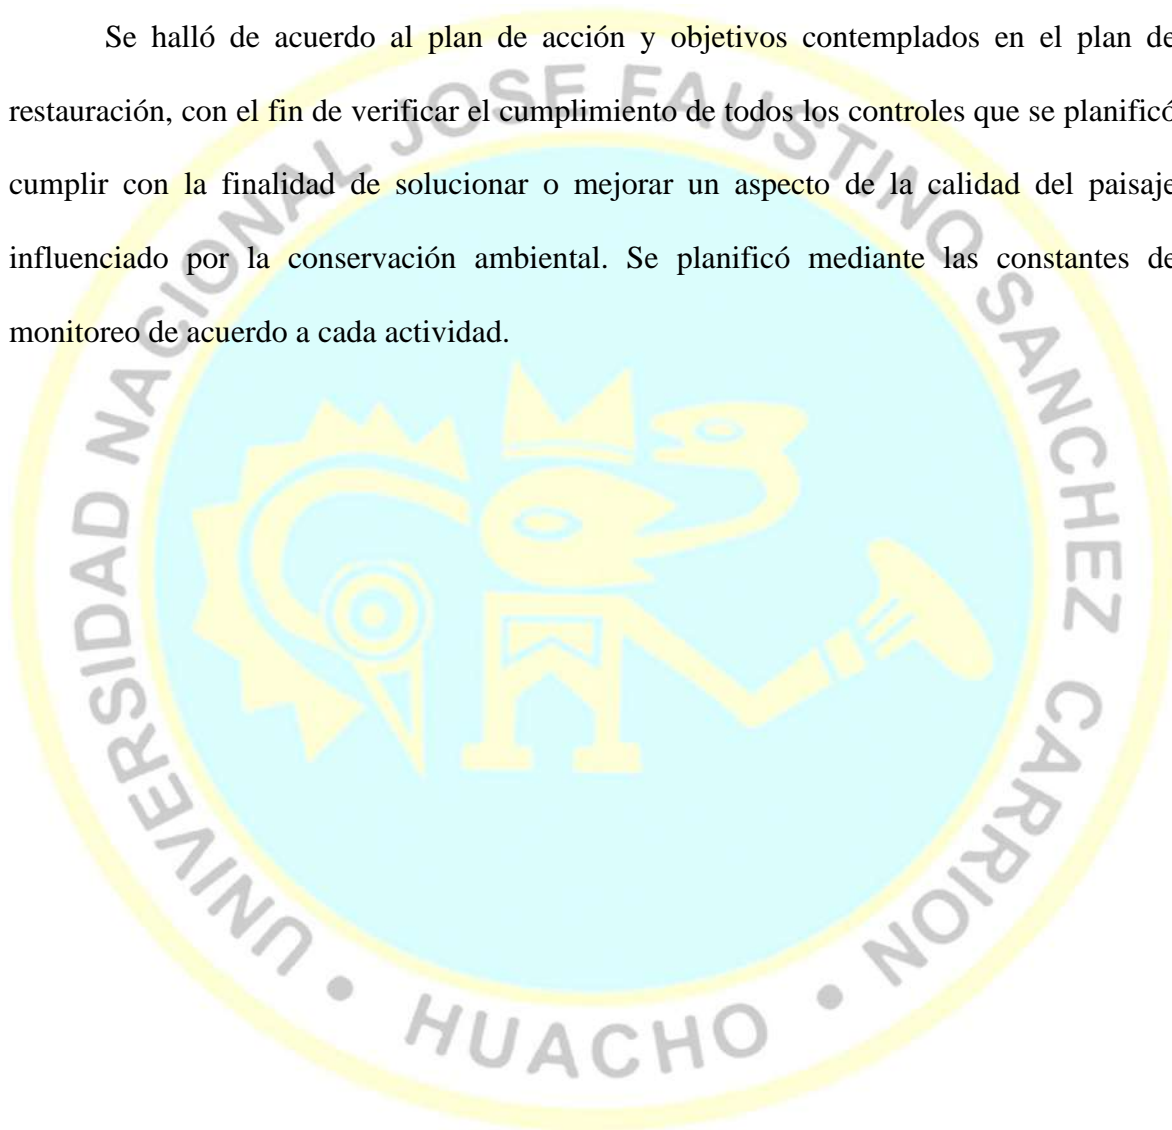 Se halló de acuerdo al plan de acción y objetivos contemplados en el plan de
restauración, con el fin de verificar el cumplimiento de todos los controles que se planificó
cumplir con la finalidad de solucionar o mejorar un aspecto de la calidad del paisaje
influenciado por la conservación ambiental. Se planificó mediante las constantes de
monitoreo de acuerdo a cada actividad.
UNIVERSIDAD NACIONAL JOSE FAUSTINO SANCHEZ CARRION
• HUACHO •